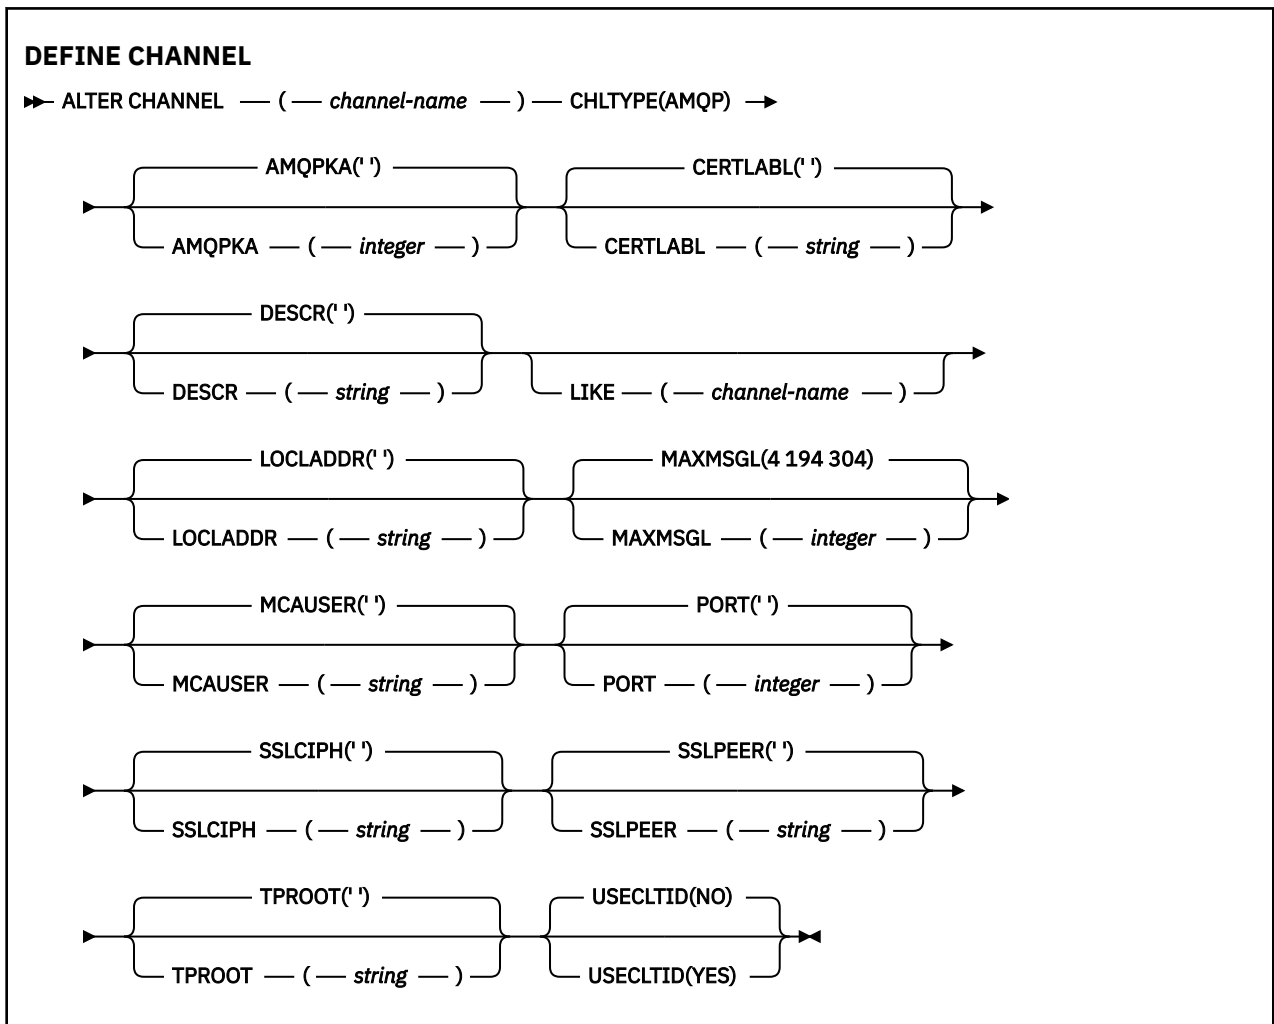 DEFINE CHANNEL
ALTER CHANNEL ( channel-name ) CHLTYPE(AMQP)
AMQPKA(' ') CERTLABL(' ')
AMQPKA ( integer ) CERTLABL ( string )
DESCR(' ')
DESCR ( string ) LIKE ( channel-name )
LOCLADDR(' ') MAXMSGL(4 194 304)
LOCLADDR ( string ) MAXMSGL ( integer )
MCAUSER(' ') PORT(' ')
MCAUSER ( string ) PORT ( integer )
SSLCIPH(' ') SSLPEER(' ')
SSLCIPH ( string ) SSLPEER ( string )
TPROOT(' ') USECLTID(NO)
TPROOT ( string ) USECLTID(YES)